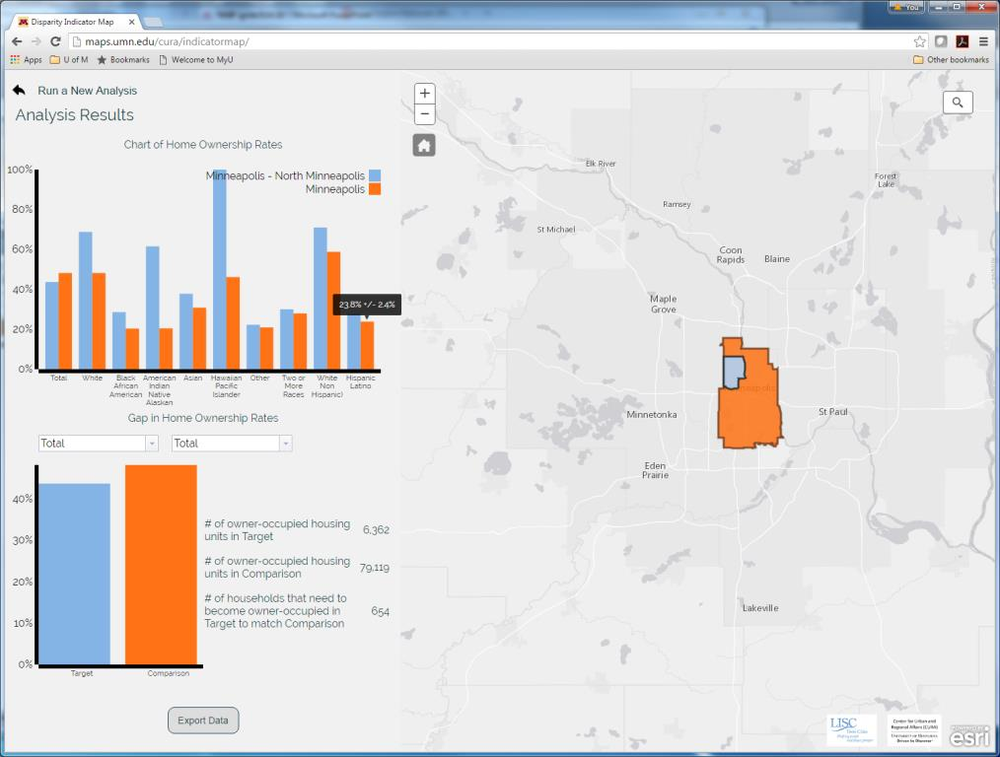 You
Disparity Indicator Map
maps.umn.edu/cura/indicatormap/
Apps U of M Bookmarks Welcome to MyU Other bookmarks
Run a New Analysis
Analysis Results
Chart of Home Ownership Rates
Minneapolis - North Minneapolis
Minneapolis
100%
80%
60%
40%
20%
0%
23.8% +/- 2.4%
Total
White
Black
African
American
American
Indian
Native
Alaskan
Asian
Hawaiian
Pacific
Islander
Other
Two or
More
Races
White
Non
Hispanic)
Hispanic
Latino
Gap in Home Ownership Rates
Total Total
40%
30%
20%
10%
0%
Target Comparison
# of owner-occupied housing
units in Target 6,362
# of owner-occupied housing
units in Comparison 79,119
# of households that need to
become owner-occupied in
Target to match Comparison 654
Export Data
+
−
Elk River
Forest
Lake
Ramsey
St Michael
Coon
Rapids
Blaine
Maple
Grove
Minnetonka
St Paul
Eden
Prairie
Lakeville
LISC
Twin Cities
Center for Urban and
Regional Affairs (CURA)
University of Minnesota
Driven to Discover
POWERED BY
esri